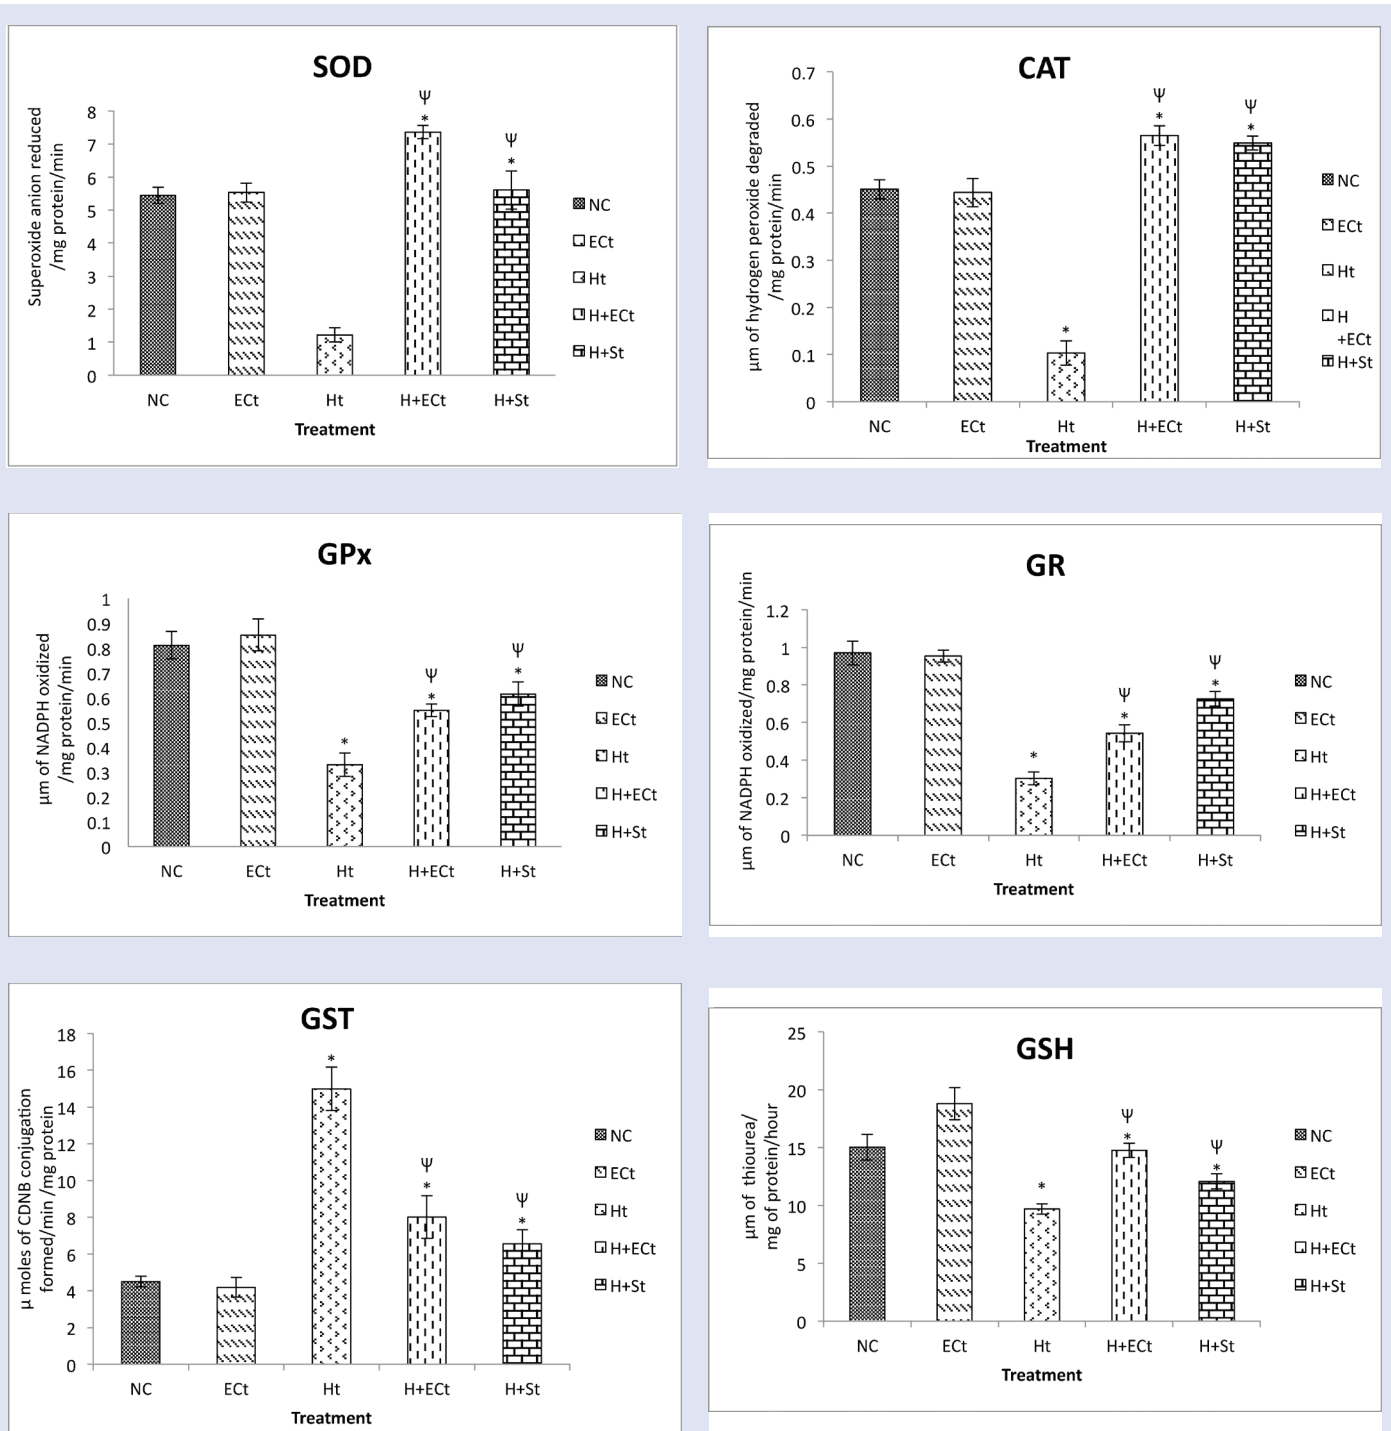 SOD
Superoxide anion reduced
/mg protein/min
8
7
6
5
4
3
2
1
0
Ψ
*
Ψ
*
NC
ECt
Ht
H+ECt
H+St
NC ECt Ht H+ECt H+St
Treatment
CAT
µm of hydrogen peroxide degraded
/mg protein/min
0.7
0.6
0.5
0.4
0.3
0.2
0.1
0
*
Ψ
*
Ψ
*
NC
ECt
Ht
H
+ECt
H+St
NC ECt Ht H+ECt H+St
Treatment
GPx
µm of NADPH oxidized
/mg protein/min
1
0.9
0.8
0.7
0.6
0.5
0.4
0.3
0.2
0.1
0
*
Ψ
*
Ψ
*
NC
ECt
Ht
H+ECt
H+St
NC ECt Ht H+ECt H+St
Treatment
GR
µm of NADPH oxidized/mg protein/min
1.2
1
0.8
0.6
0.4
0.2
0
*
Ψ
*
Ψ
*
NC
ECt
Ht
H+ECt
H+St
NC ECt Ht H+ECt H+St
Treatment
GST
µ moles of CDNB conjugation
formed/min /mg protein
18
16
14
12
10
8
6
4
2
0
*
Ψ
*
Ψ
*
NC
ECt
Ht
H+ECt
H+St
NC ECt Ht H+ECt H+St
Treatment
GSH
µm of thiourea/
mg of protein/hour
25
20
15
10
5
0
*
Ψ
*
Ψ
*
NC
ECt
Ht
H+ECt
H+St
NC ECt Ht H+ECt H+St
Treatment